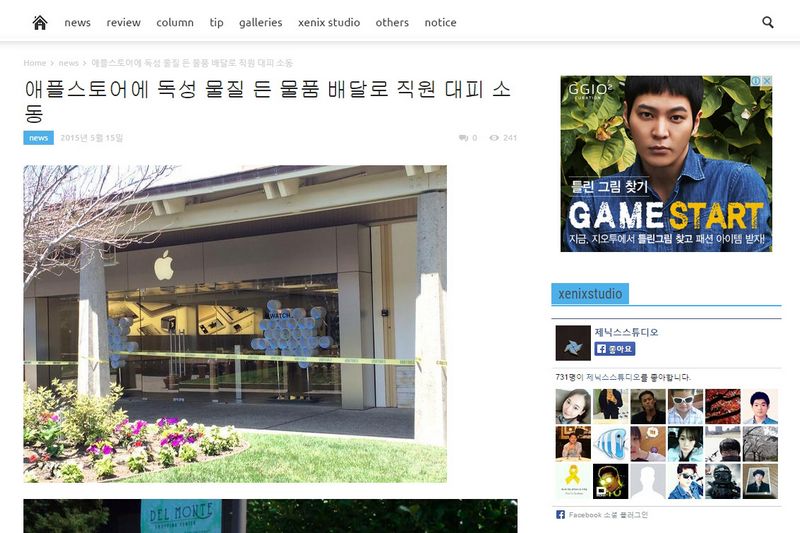 news review column tip galleries xenix studio others notice
Home > news > 애플스토어에 독성 물질 든 물품 배달로 직원 대피 소동
애플스토어에 독성 물질 든 물품 배달로 직원 대피 소
동
news 2015년 5월 15일
0 241
WATCH
DEL MONTE
SHOPPING CENTER
GGIO²
CURATION
틀린 그림 찾기
GAME START
지금, 지오투에서 틀린그림 찾고 패션 아이템 받자!
xenixstudio
제닉스스튜디오
좋아요
731명이 제닉스스튜디오를 좋아합니다.
Facebook 소셜 플러그인